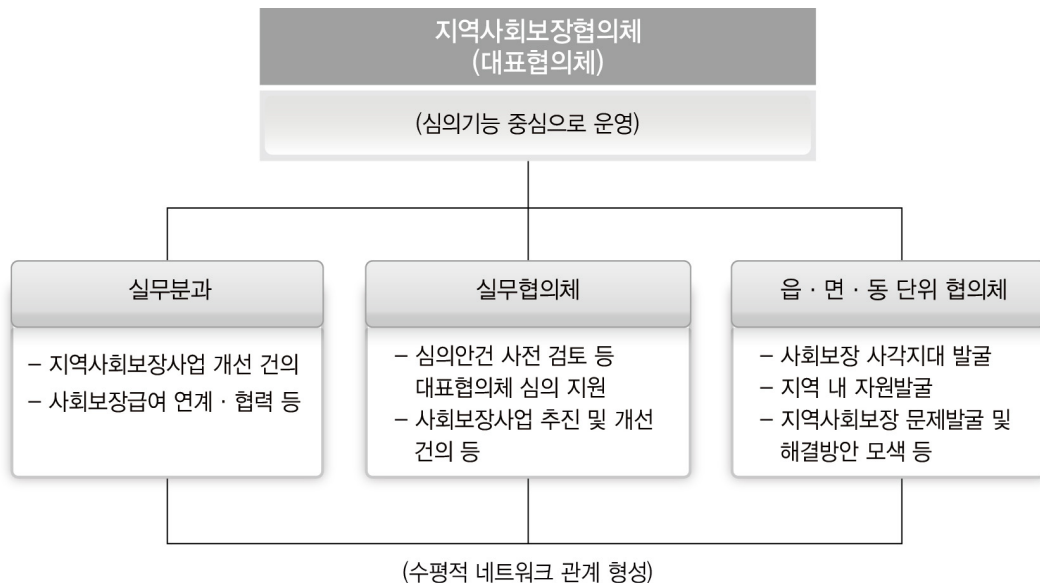 지역사회보장협의체
(대표협의체)
(심의기능 중심으로 운영)
실무분과
– 지역사회보장사업 개선 건의
– 사회보장급여 연계 · 협력 등
실무협의체
– 심의안건 사전 검토 등
대표협의체 심의 지원
– 사회보장사업 추진 및 개선
건의 등
읍 · 면 · 동 단위 협의체
– 사회보장 사각지대 발굴
– 지역 내 자원발굴
– 지역사회보장 문제발굴 및
해결방안 모색 등
(수평적 네트워크 관계 형성)